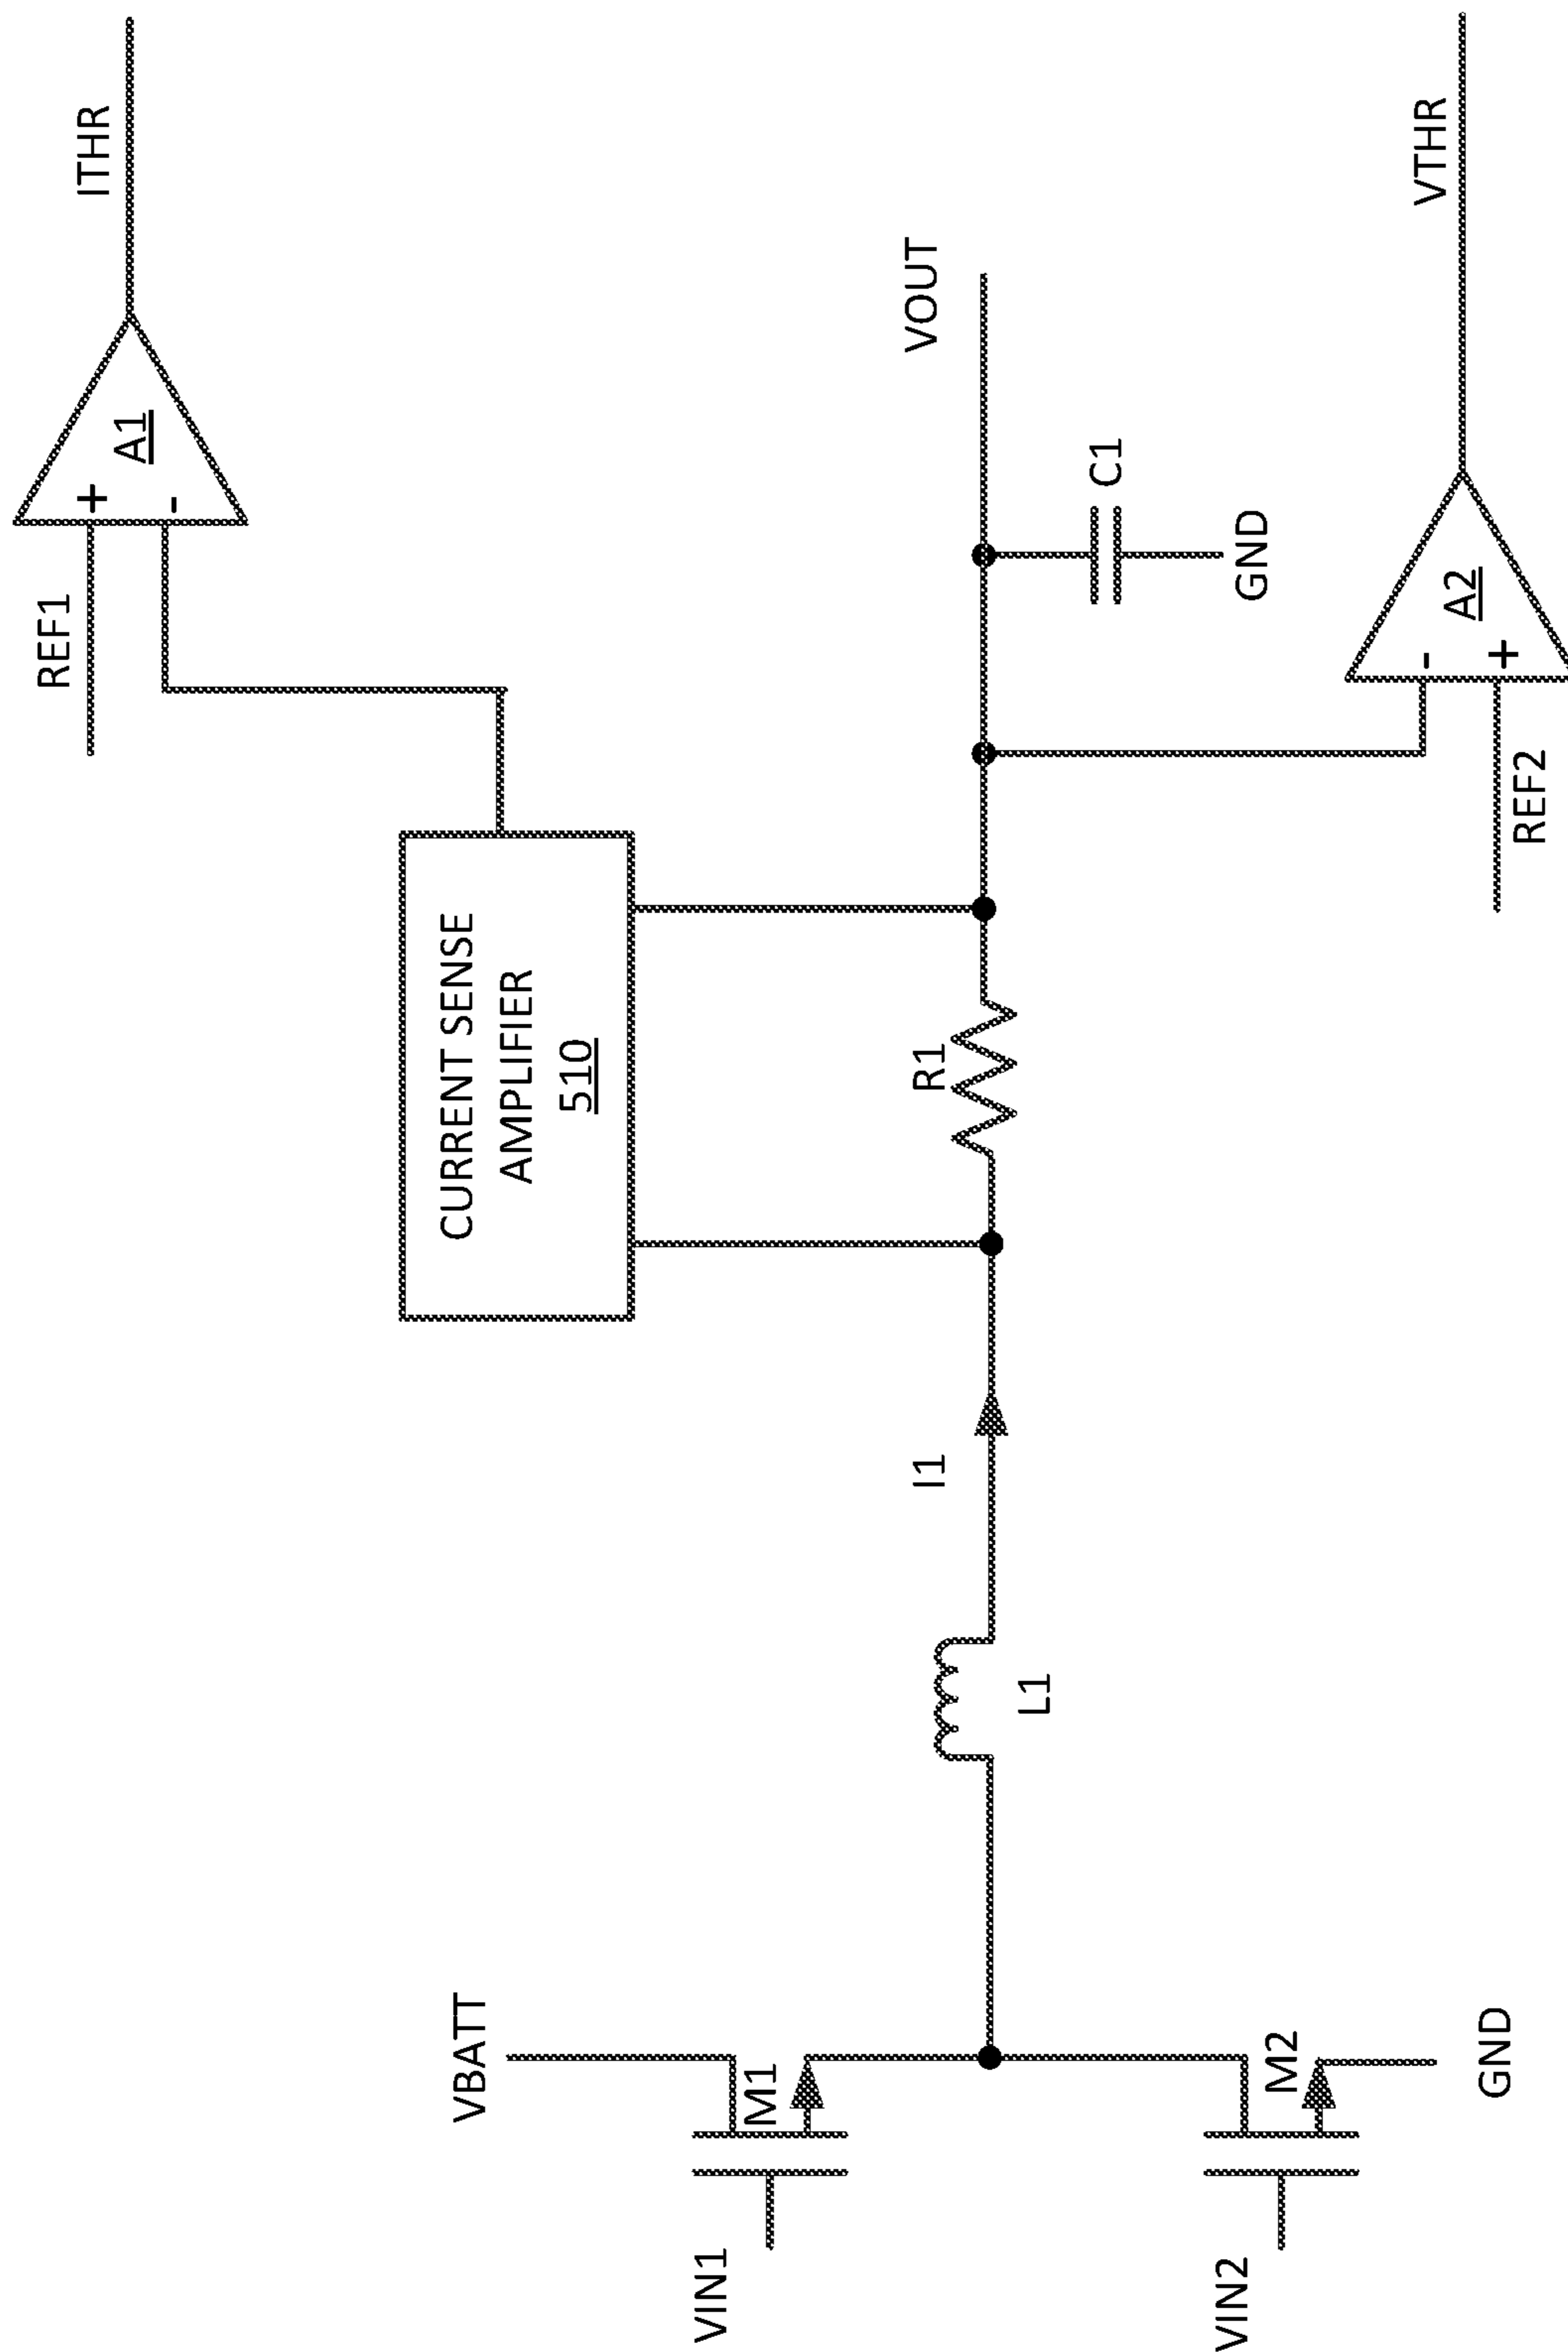 VIN1
VIN2
VBATT
M1
M2
GND
L1
I1
CURRENT SENSE
AMPLIFIER
510
R1
REF1
+
-
A1
ITHR
VOUT
C1
GND
REF2
-
+
A2
VTHR